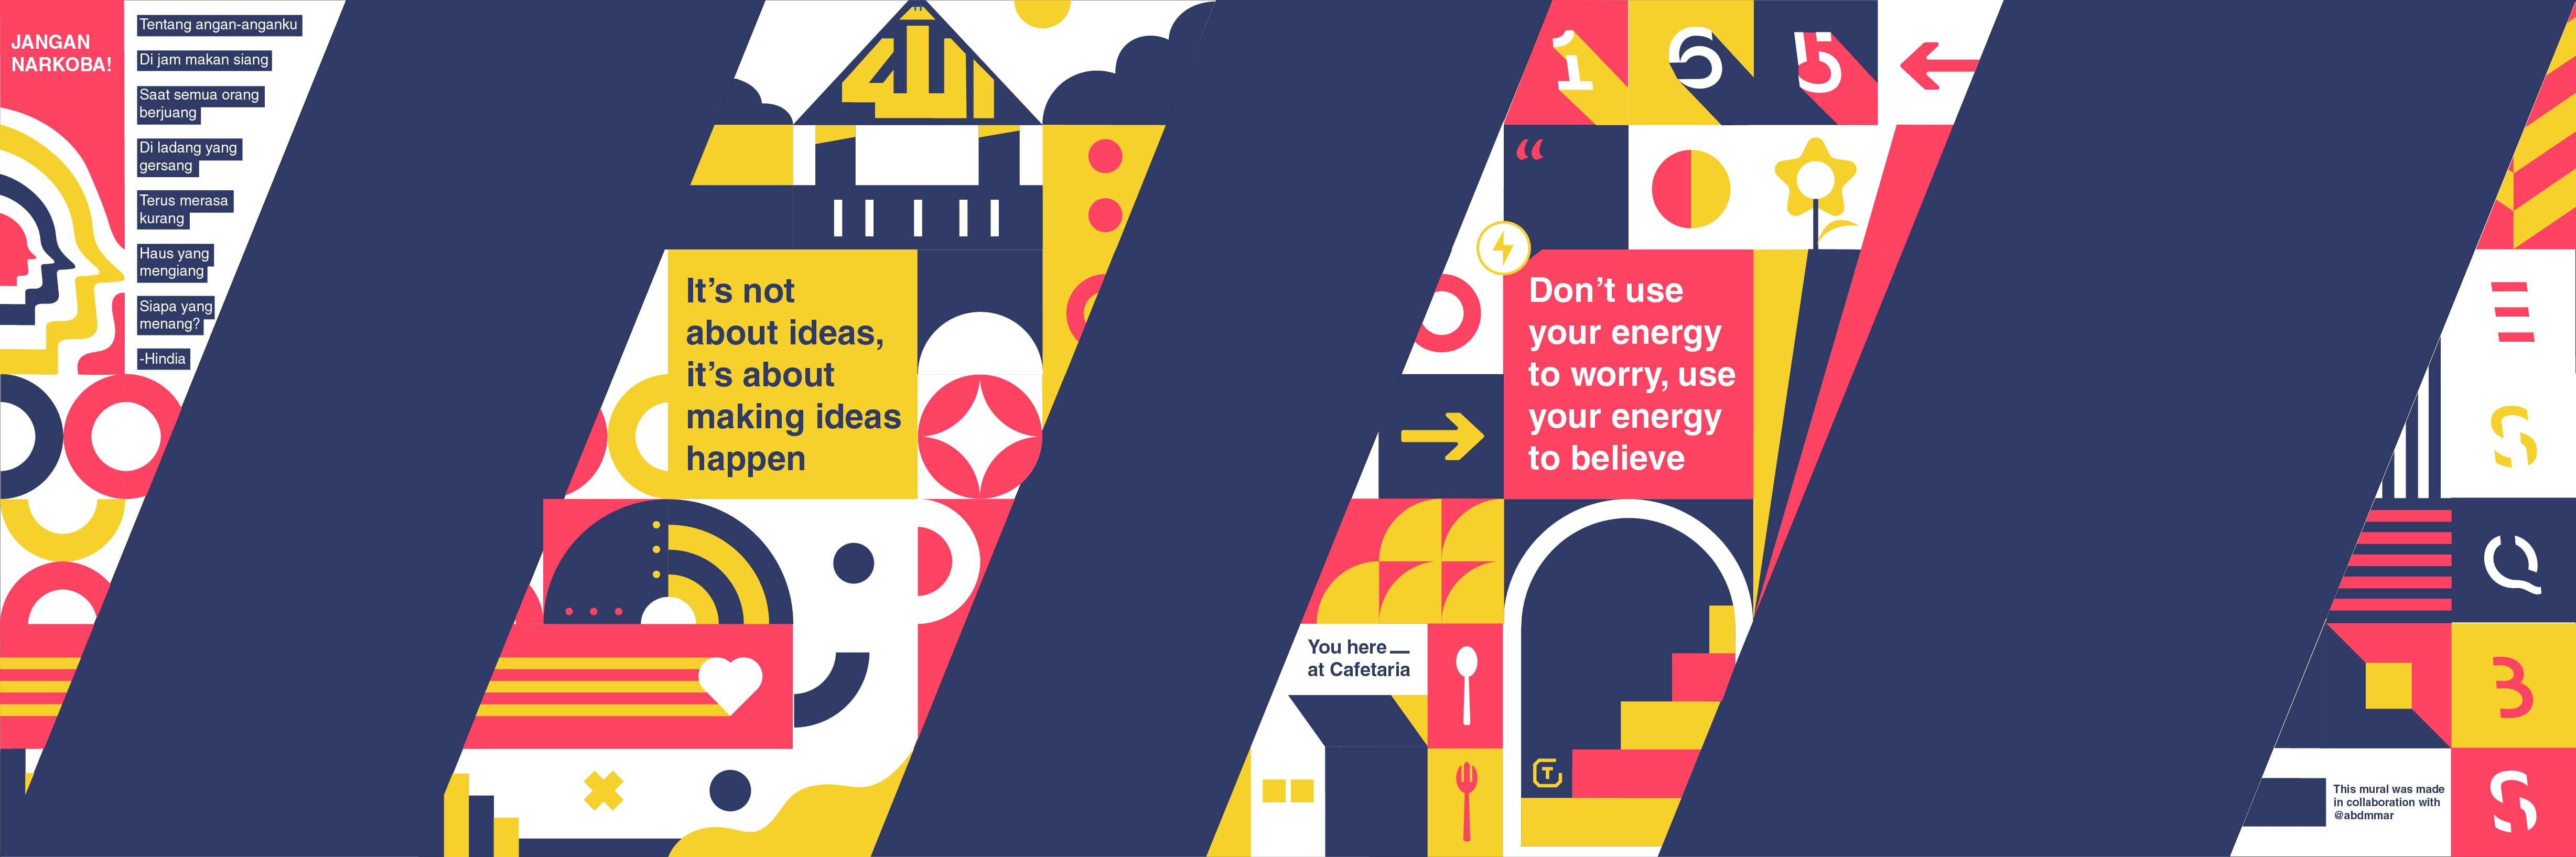 JANGAN
NARKOBA!
Tentang angan-anganku
Di jam makan siang
Saat semua orang
berjuang
Di ladang yang
gersang
Terus merasa
kurang
Haus yang
mengiang
Siapa yang
menang?
-Hindia
It’s not
about ideas,
it’s about
making ideas
happen
165
“
Don’t use
your energy
to worry, use
your energy
to believe
You here
at Cafetaria
T
E
S
Q
3
S
This mural was made
in collaboration with
@abdmmar